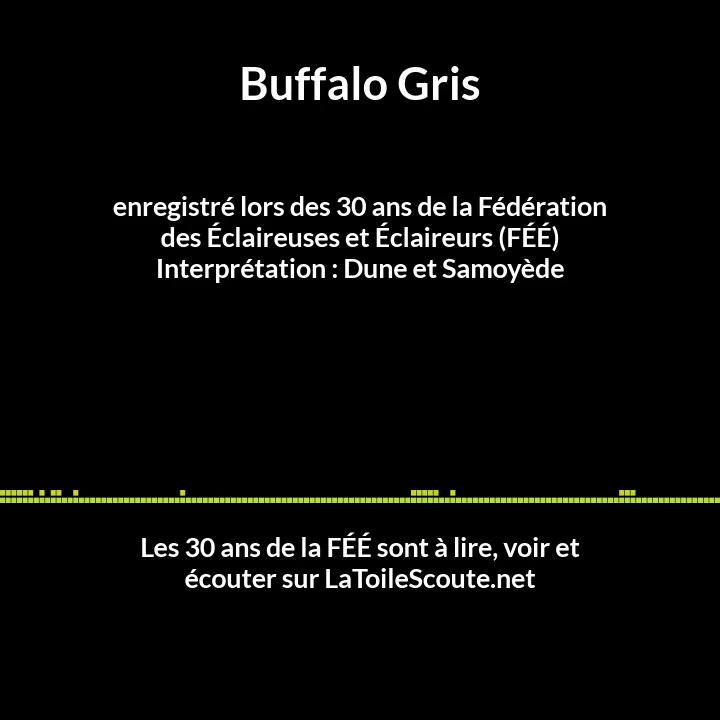 Buffalo Gris
enregistré lors des 30 ans de la Fédération
des Éclaireuses et Éclaireurs (FÉÉ)
Interprétation : Dune et Samoyède
Les 30 ans de la FÉÉ sont à lire, voir et
écouter sur LaToileScoute.net